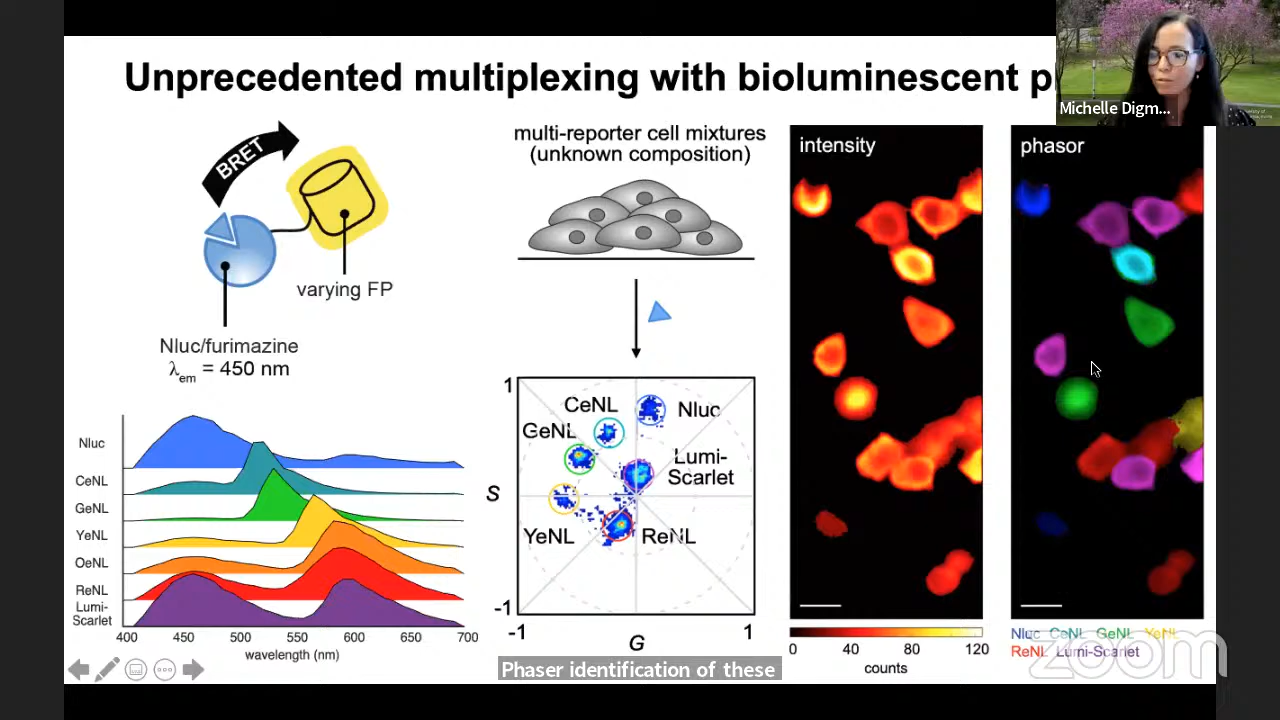 Unprecedented multiplexing with bioluminescent p
Michelle Digm...
BRET
varying FP
Nluc/furimazine
λem = 450 nm
multi-reporter cell mixtures
(unknown composition)
intensity
phasor
Nluc
CeNL
GeNL
YeNL
OeNL
ReNL
Lumi-
Scarlet
400 450 500 550 600 650 700
wavelength (nm)
1
CeNL
Nluc
GeNL
Lumi-
Scarlet
S
YeNL
ReNL
-1
-1
1
G
0 40 80 120
counts
Nluc CeNL GeNL YeNL
ReNL Lumi-Scarlet
Phaser identification of these
zoom